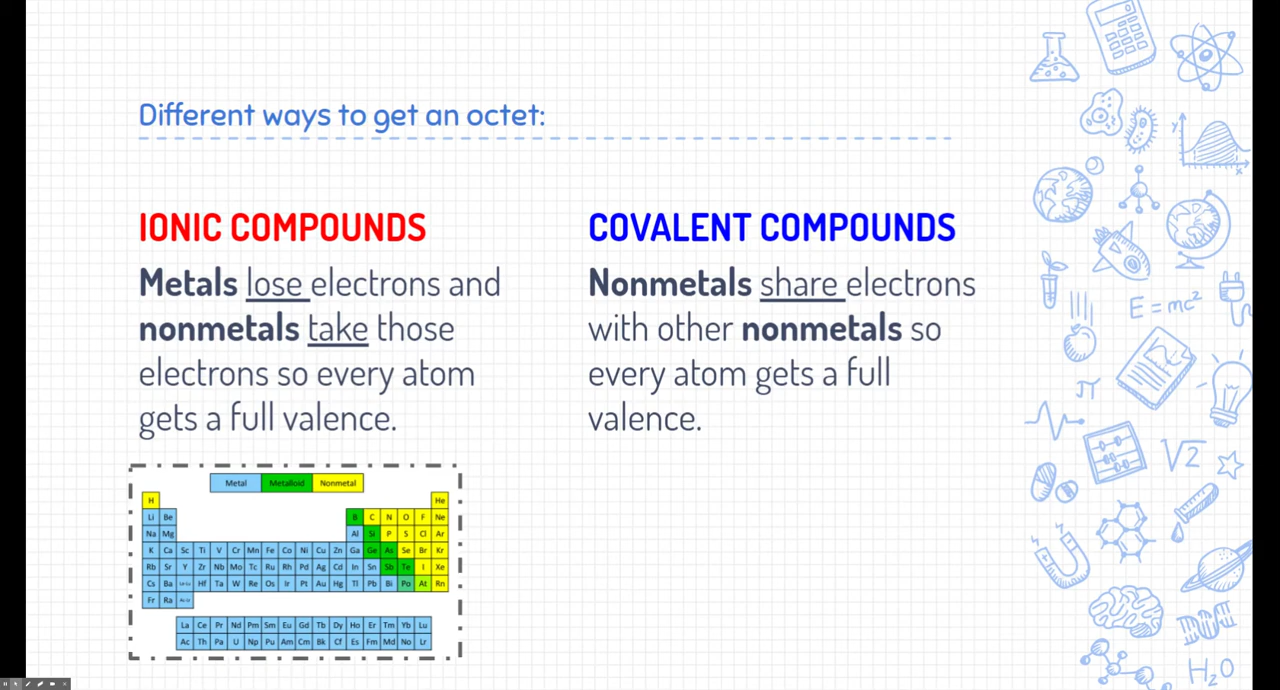 Different ways to get an octet:
IONIC COMPOUNDS
Metals lose electrons and
nonmetals take those
electrons so every atom
gets a full valence.
COVALENT COMPOUNDS
Nonmetals share electrons
with other nonmetals so
every atom gets a full
valence.
Metal Metalloid Nonmetal
H He
Li Be B C N O F Ne
Na Mg Al Si P S Cl Ar
K Ca Sc Ti V Cr Mn Fe Co Ni Cu Zn Ga Ge As Se Br Kr
Rb Sr Y Zr Nb Mo Tc Ru Rh Pd Ag Cd In Sn Sb Te I Xe
Cs Ba Hf Ta W Re Os Ir Pt Au Hg Tl Pb Bi Po At Rn
Fr Ra
La Ce Pr Nd Pm Sm Eu Gd Tb Dy Ho Er Tm Yb Lu
Ac Th Pa U Np Pu Am Cm Bk Cf Es Fm Md No Lr
y
x
E=mc²
π
√2
H₂O